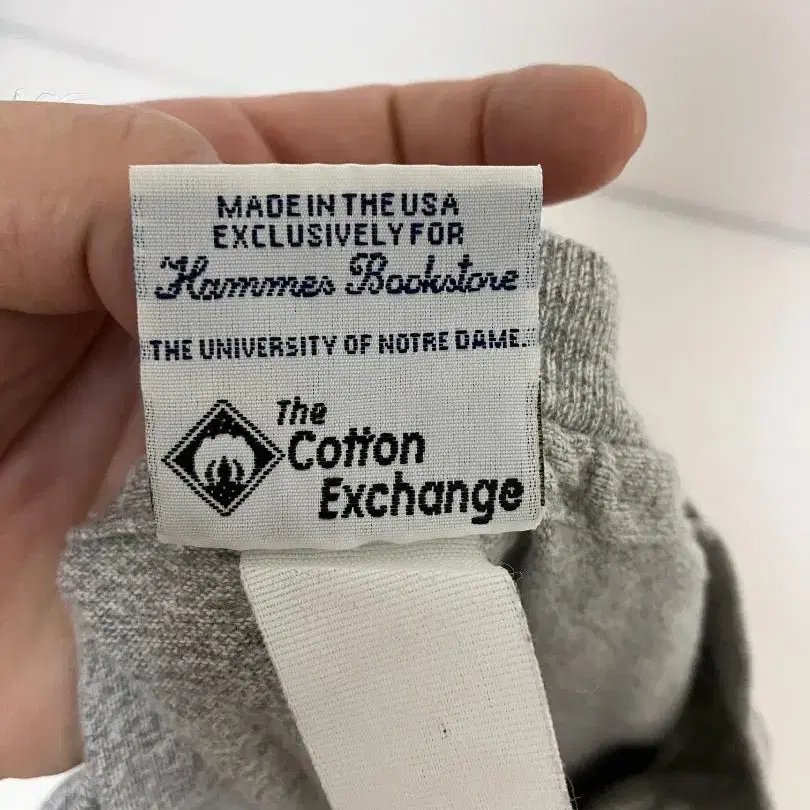 MADE IN THE USA
EXCLUSIVELY FOR
Hammes Bookstore
THE UNIVERSITY OF NOTRE DAME
The
Cotton
Exchange